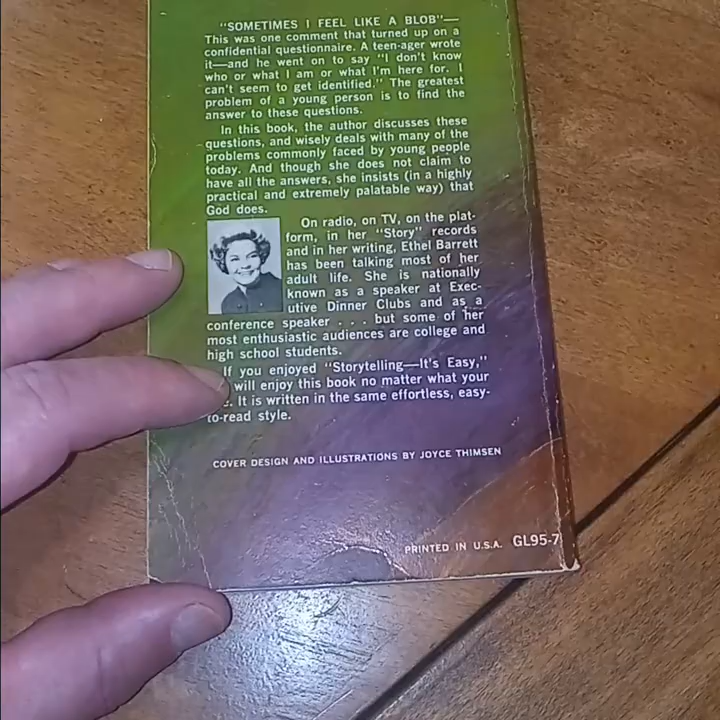 "SOMETIMES I FEEL LIKE A BLOB"—
This was one comment that turned up on a
confidential questionnaire. A teen-ager wrote
it—and he went on to say "I don't know
who or what I am or what I'm here for. I
can't seem to get identified." The greatest
problem of a young person is to find the
answer to these questions.
In this book, the author discusses these
questions, and wisely deals with many of the
problems commonly faced by young people
today. And though she does not claim to
have all the answers, she insists (in a highly
practical and extremely palatable way) that
God does.
On radio, on TV, on the plat-
form, in her "Story" records
and in her writing, Ethel Barrett
has been talking most of her
adult life. She is nationally
known as a speaker at Exec-
utive Dinner Clubs and as a
conference speaker . . . but some of her
most enthusiastic audiences are college and
high school students.
If you enjoyed "Storytelling—It's Easy,"
will enjoy this book no matter what your
It is written in the same effortless, easy-
to-read style.
COVER DESIGN AND ILLUSTRATIONS BY JOYCE THIMSEN
PRINTED IN U.S.A. GL95-7